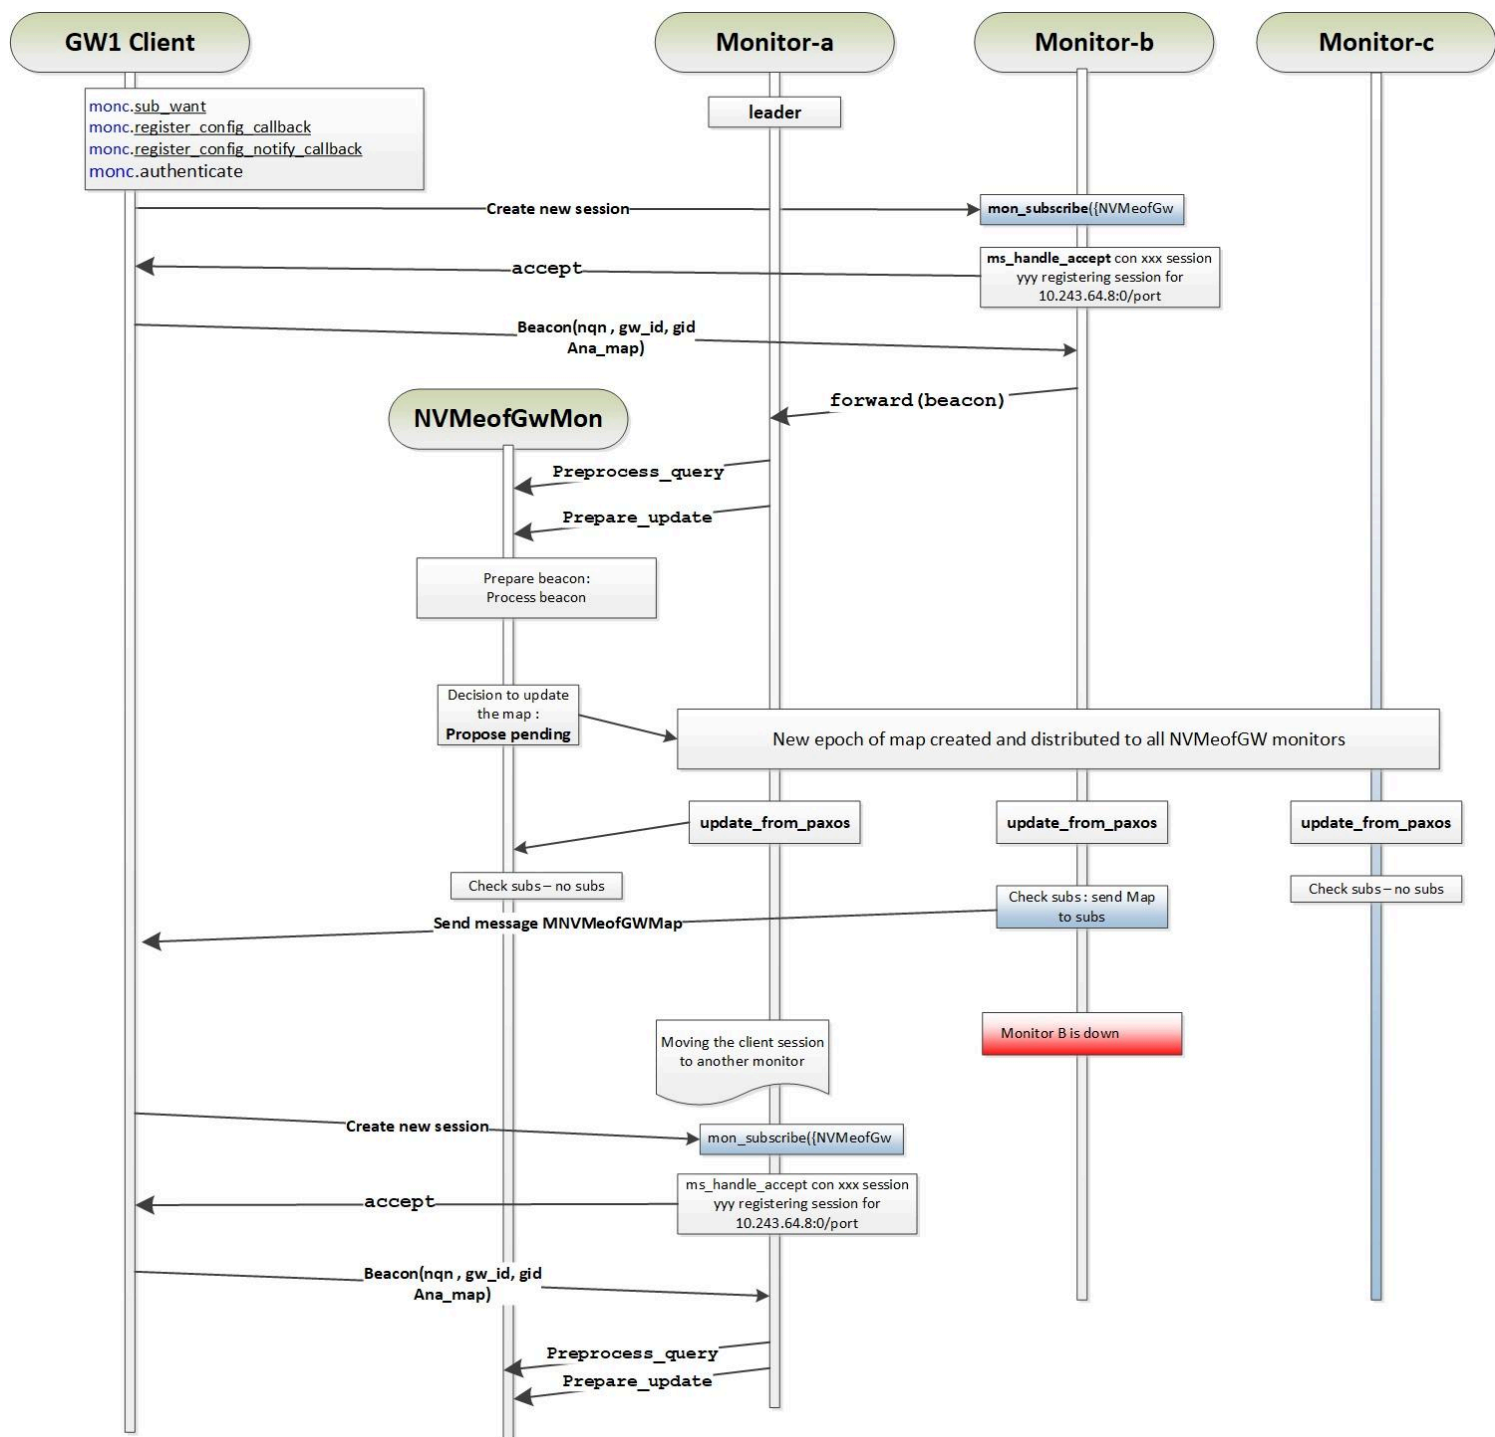 GW1 Client
Monitor-a
Monitor-b
Monitor-c
monc.sub_want
monc.register_config_callback
monc.register_config_notify_callback
monc.authenticate
leader
Create new session
mon_subscribe({NVMeofGw
accept
ms_handle_accept con xxx session
yyy registering session for
10.243.64.8:0/port
Beacon(nqn , gw_id, gid
Ana_map)
forward(beacon)
NVMeofGwMon
Preprocess_query
Prepare_update
Prepare beacon:
Process beacon
Decision to update
the map :
Propose pending
New epoch of map created and distributed to all NVMeofGW monitors
update_from_paxos
update_from_paxos
update_from_paxos
Check subs – no subs
Check subs : send Map
to subs
Check subs – no subs
Send message MNVMeofGWMap
Monitor B is down
Moving the client session
to another monitor
Create new session
mon_subscribe({NVMeofGw
accept
ms_handle_accept con xxx session
yyy registering session for
10.243.64.8:0/port
Beacon(nqn , gw_id, gid
Ana_map)
Preprocess_query
Prepare_update